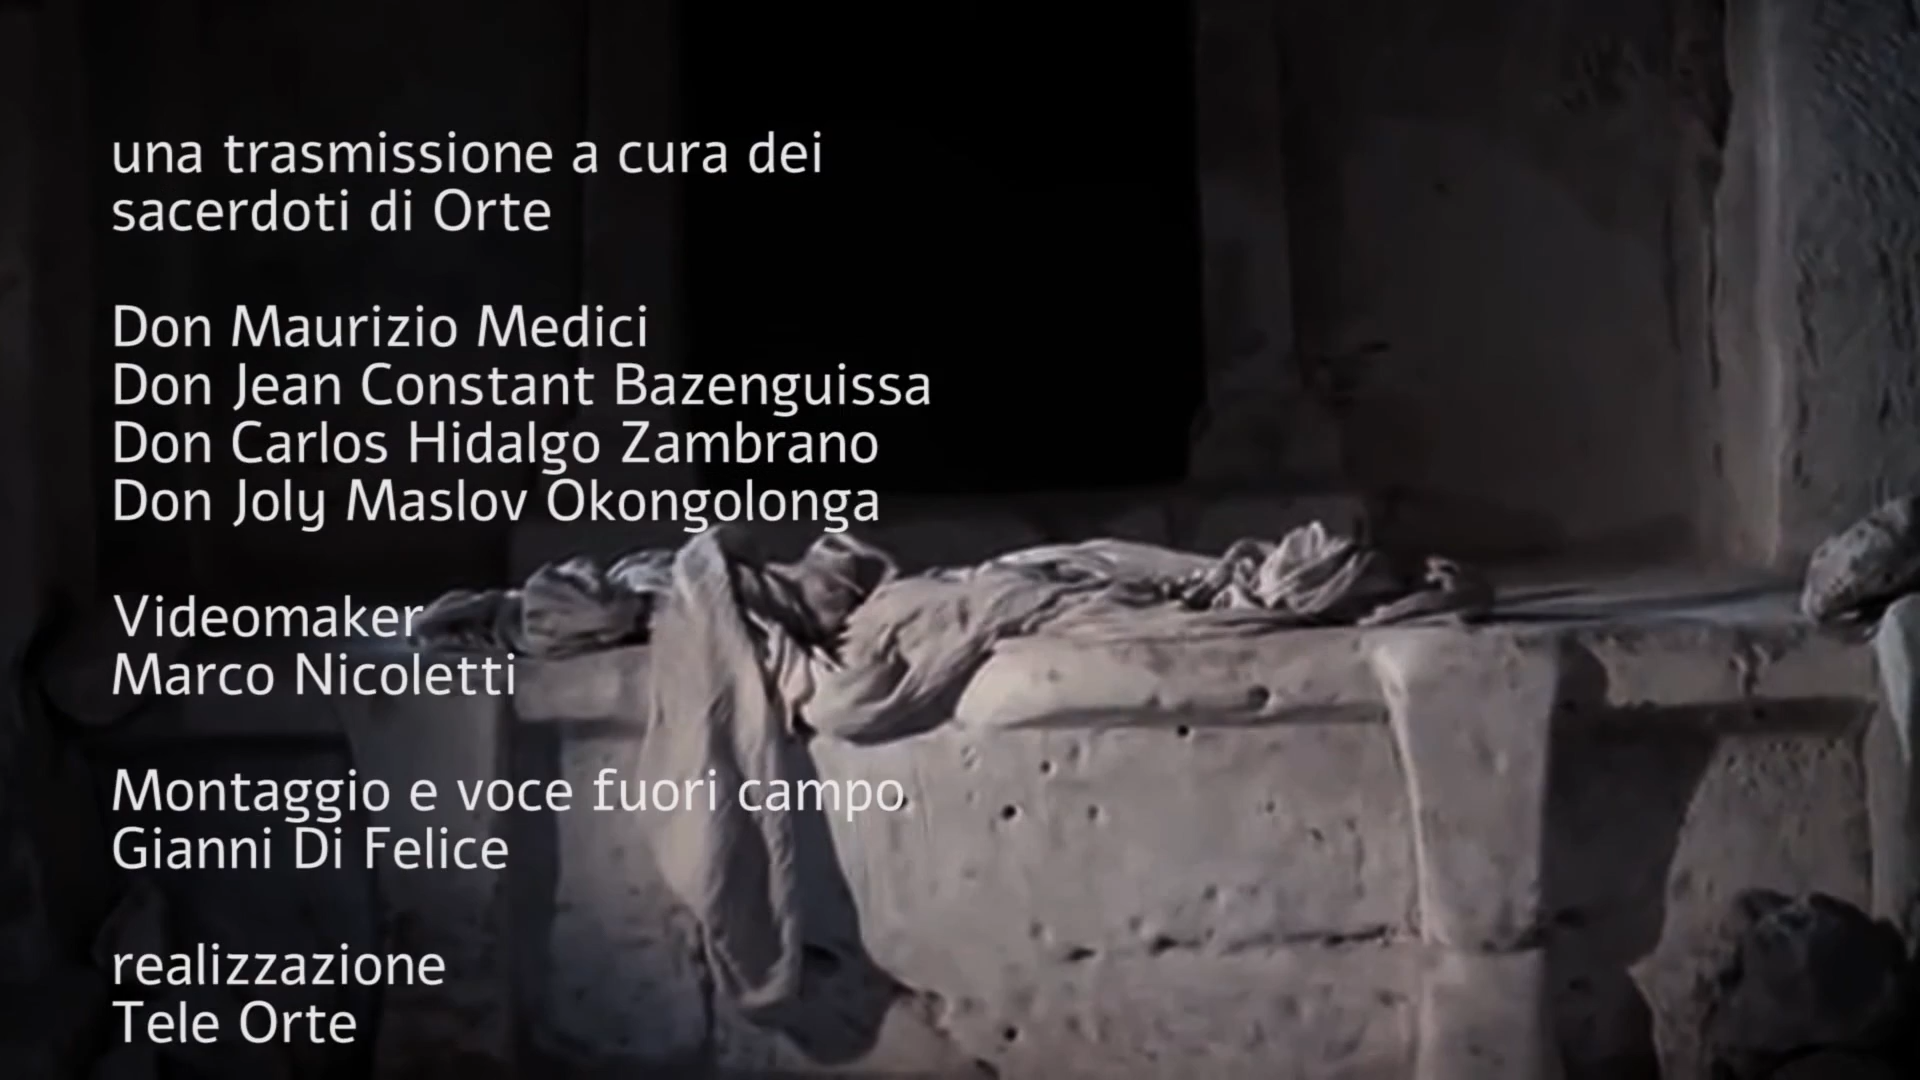 una trasmissione a cura dei
sacerdoti di Orte
Don Maurizio Medici
Don Jean Constant Bazenguissa
Don Carlos Hidalgo Zambrano
Don Joly Maslov Okongolonga
Videomaker
Marco Nicoletti
Montaggio e voce fuori campo
Gianni Di Felice
realizzazione
Tele Orte